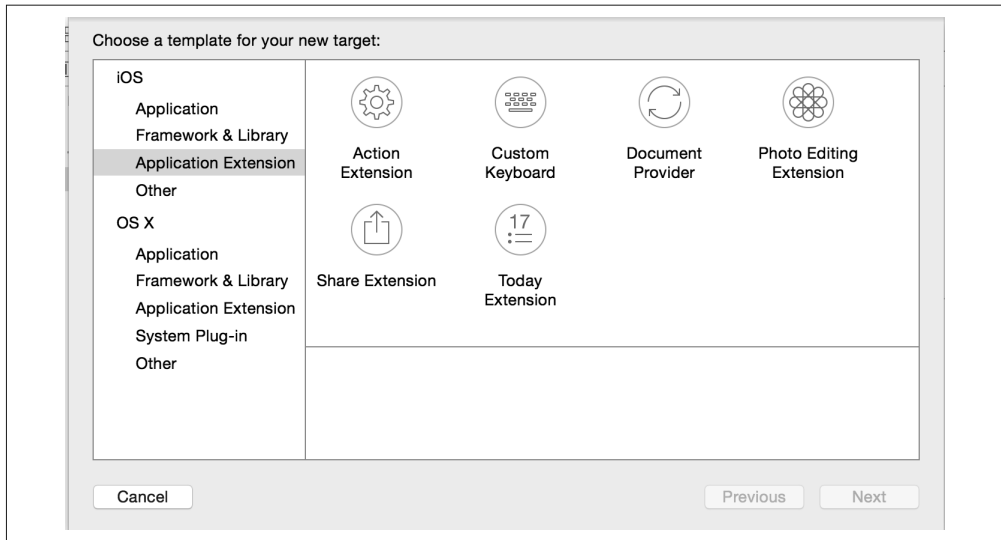 Choose a template for your new target:
iOS
Application
Framework & Library
Application Extension
Other
OS X
Application
Framework & Library
Application Extension
System Plug-in
Other
Action
Extension
Custom
Keyboard
Document
Provider
Photo Editing
Extension
Share Extension
17
Today
Extension
Cancel
Previous
Next